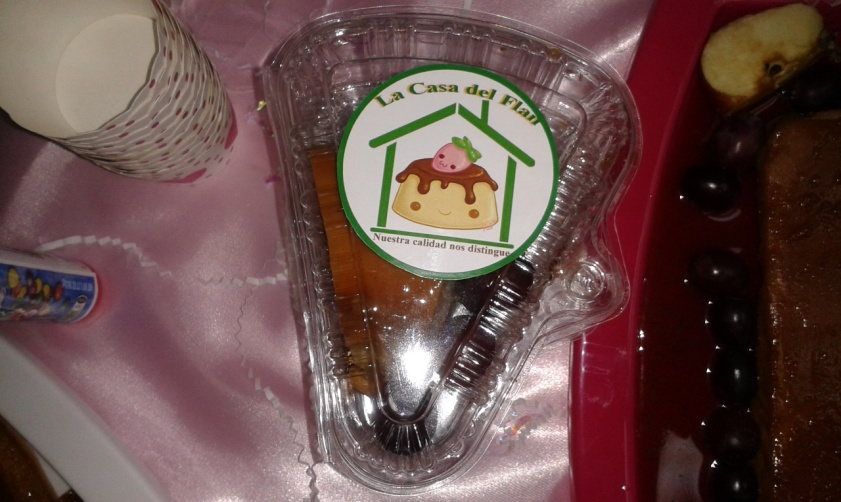 La Casa del Flan
Nuestra calidad nos distingue